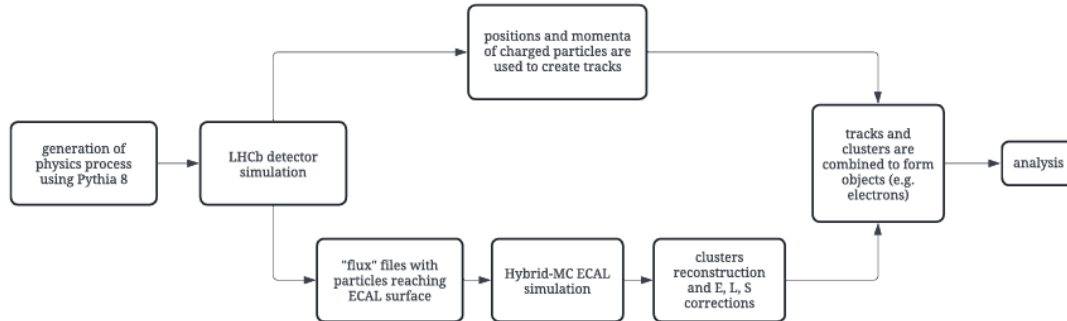 generation of
physics process
using Pythia 8
LHCb detector
simulation
positions and momenta
of charged particles are
used to create tracks
"flux" files with
particles reaching
ECAL surface
Hybrid-MC ECAL
simulation
clusters
reconstruction
and E, L, S
corrections
tracks and
clusters are
combined to form
objects (e.g.
electrons)
analysis